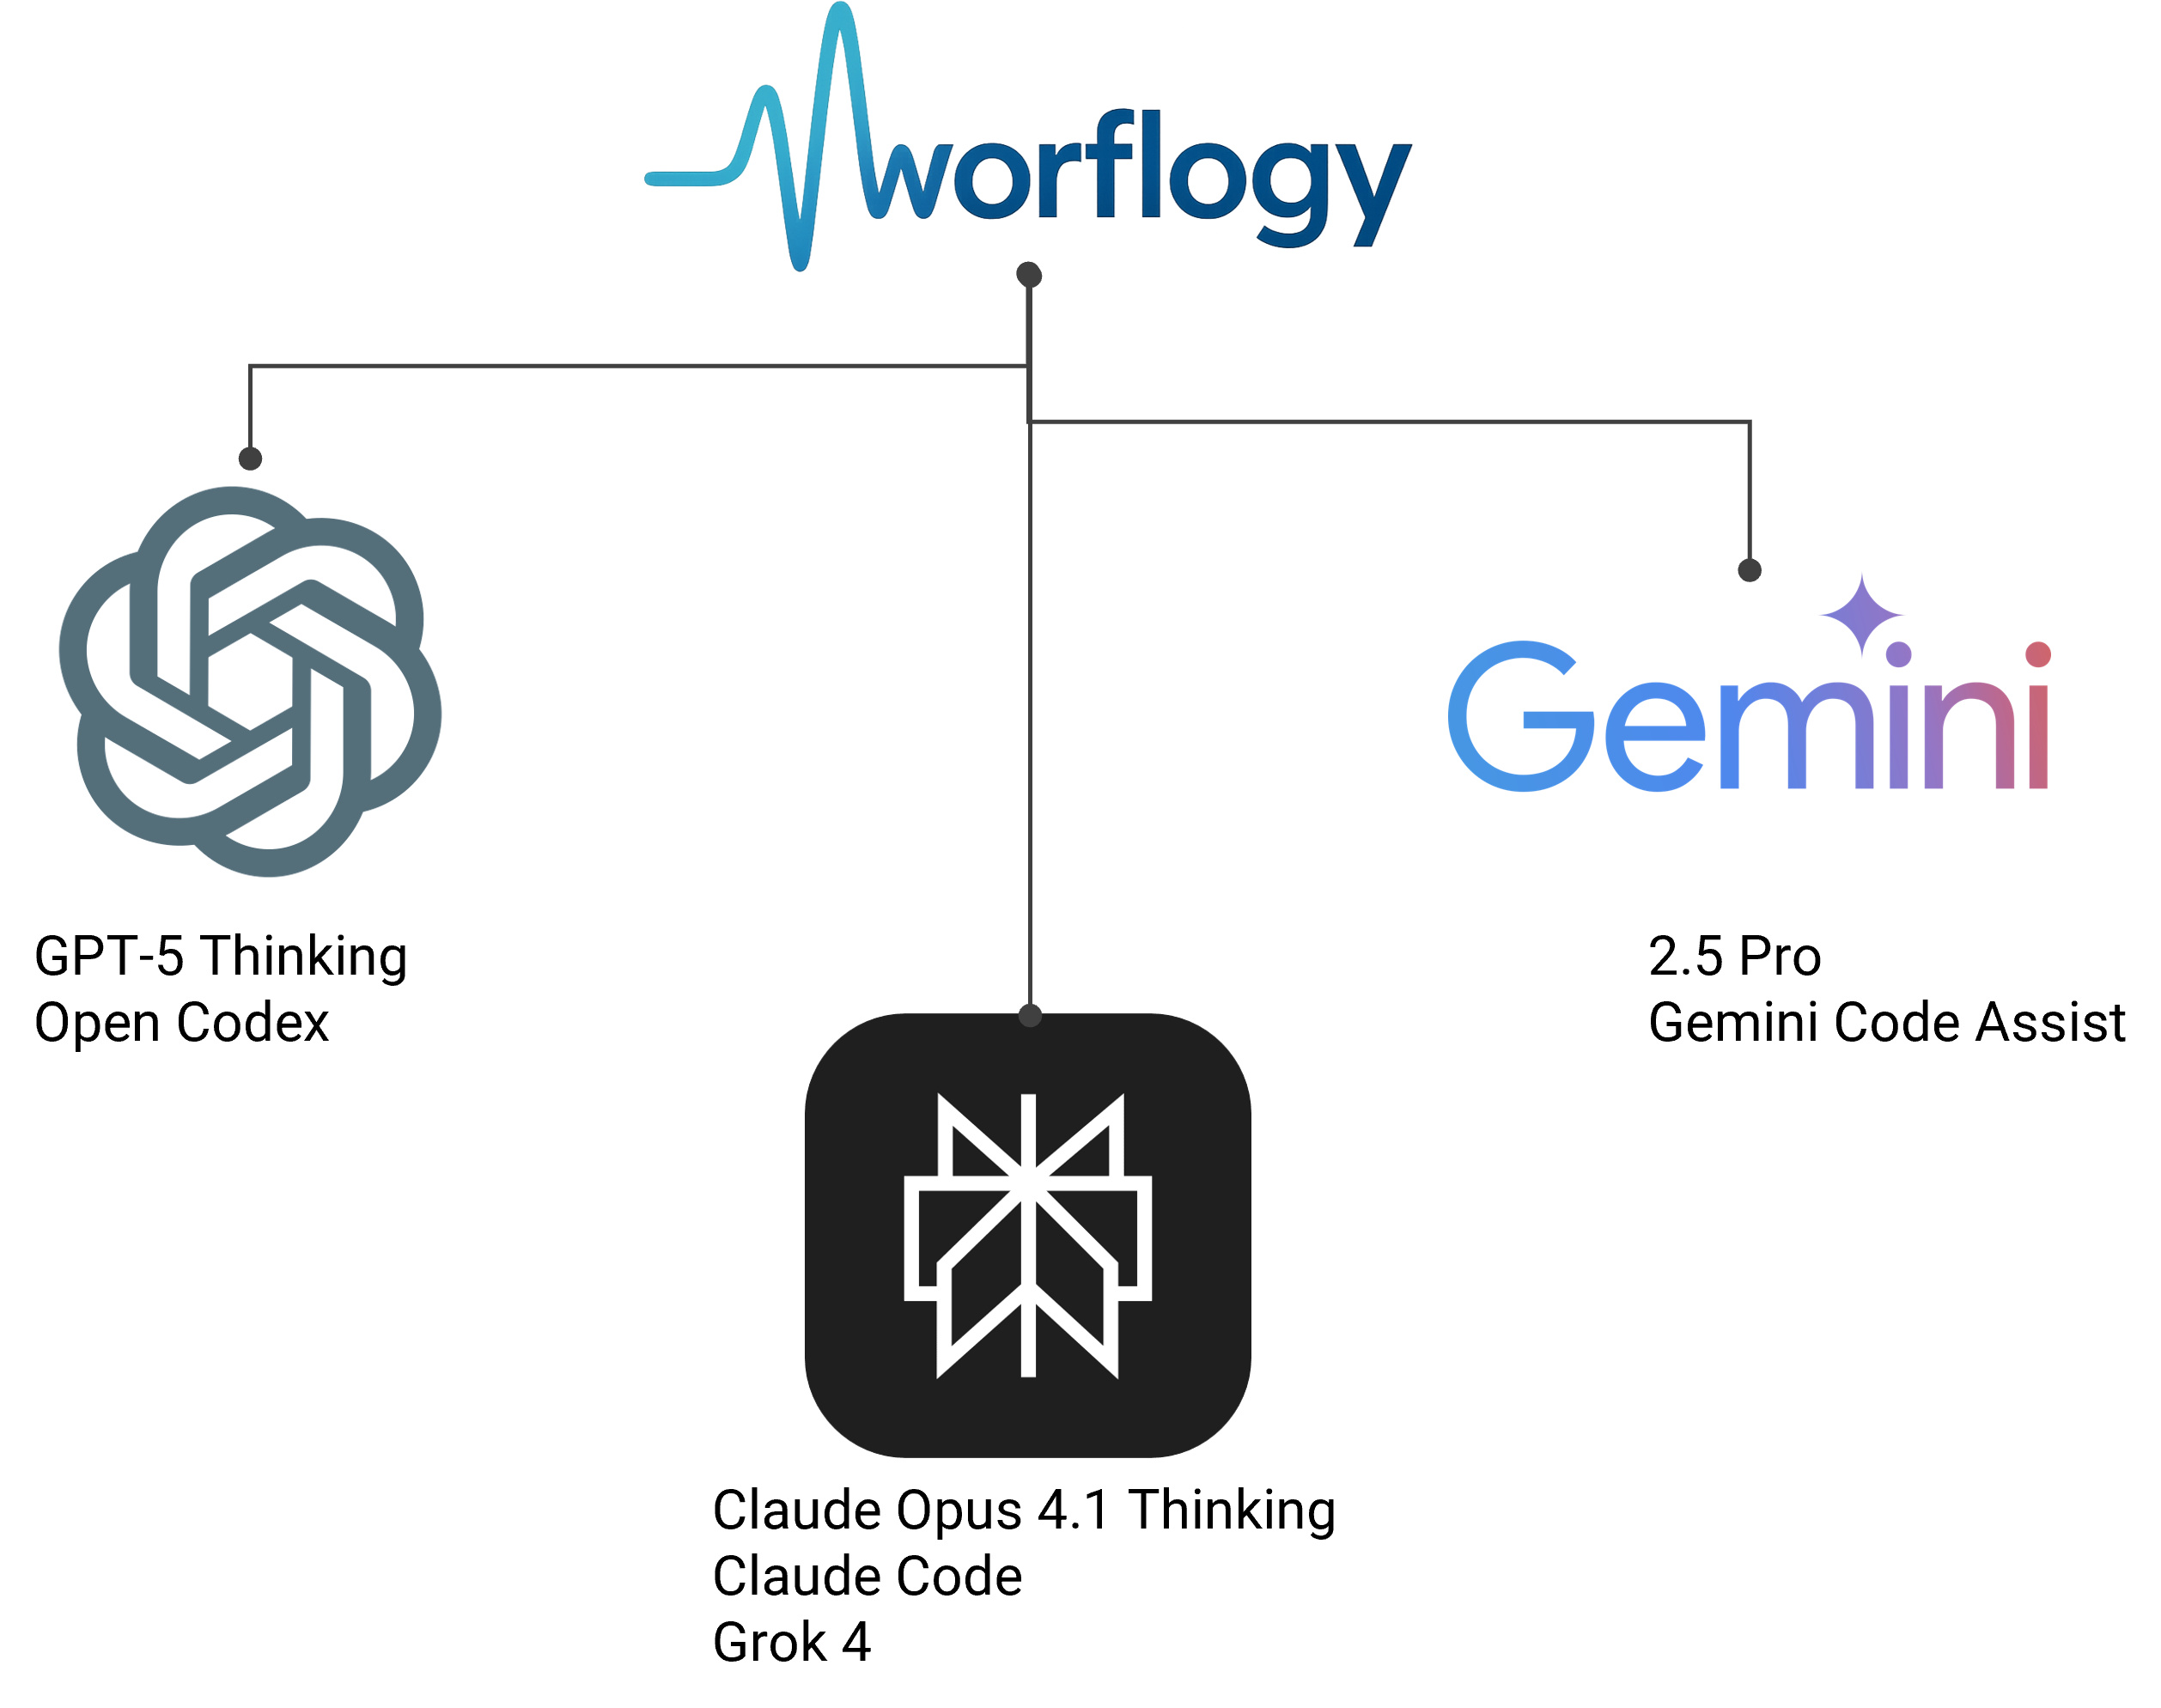 worflogy
GPT-5 Thinking
Open Codex
Gemini
2.5 Pro
Gemini Code Assist
Claude Opus 4.1 Thinking
Claude Code
Grok 4